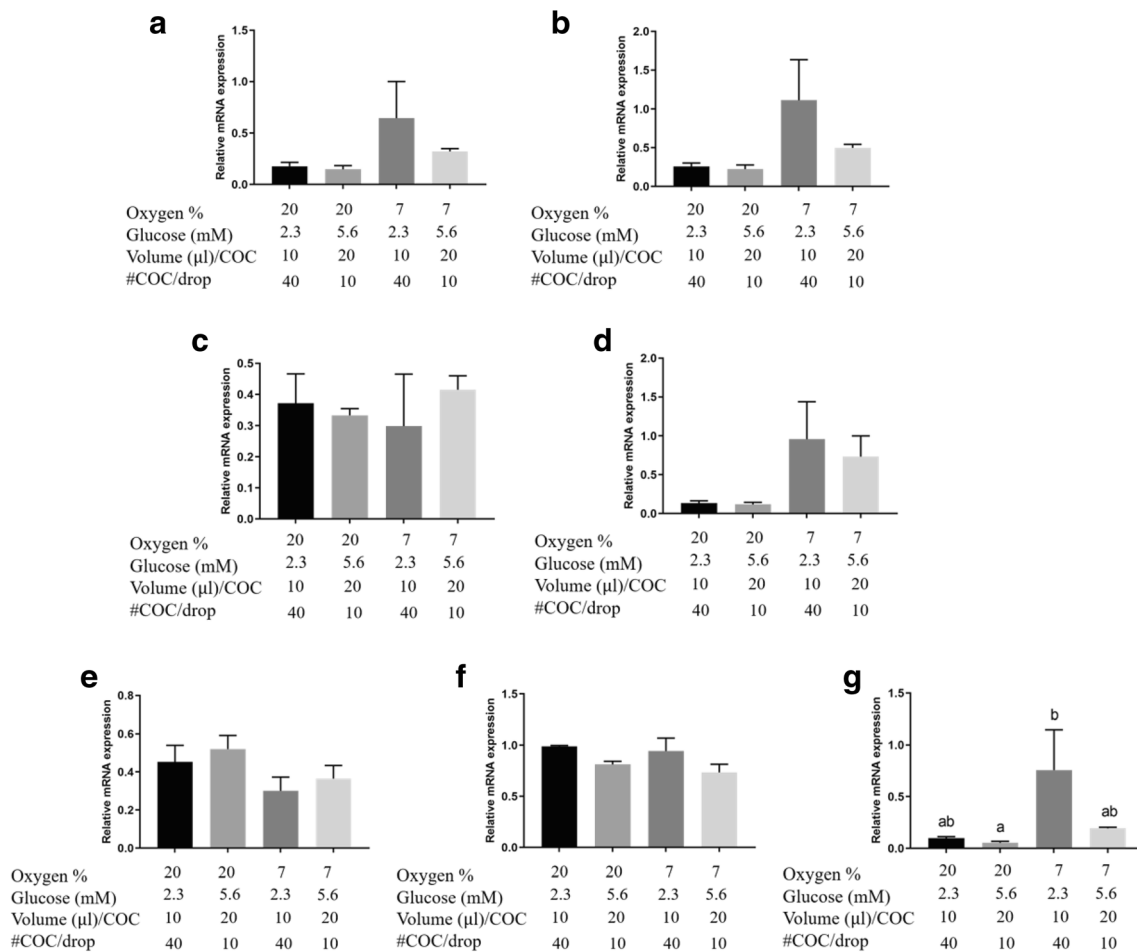 a
Relative mRNA expression
1.5
1.0
0.5
0.0
Oxygen % 20 20 7 7
Glucose (mM) 2.3 5.6 2.3 5.6
Volume (µl)/COC 10 20 10 20
#COC/drop 40 10 40 10
b
Relative mRNA expression
2.0
1.5
1.0
0.5
0.0
Oxygen % 20 20 7 7
Glucose (mM) 2.3 5.6 2.3 5.6
Volume (µl)/COC 10 20 10 20
#COC/drop 40 10 40 10
c
Relative mRNA expression
0.5
0.4
0.3
0.2
0.1
0.0
Oxygen % 20 20 7 7
Glucose (mM) 2.3 5.6 2.3 5.6
Volume (µl)/COC 10 20 10 20
#COC/drop 40 10 40 10
d
Relative mRNA expression
2.0
1.5
1.0
0.5
0.0
Oxygen % 20 20 7 7
Glucose (mM) 2.3 5.6 2.3 5.6
Volume (µl)/COC 10 20 10 20
#COC/drop 40 10 40 10
e
Relative mRNA expression
0.8
0.6
0.4
0.2
0.0
Oxygen % 20 20 7 7
Glucose (mM) 2.3 5.6 2.3 5.6
Volume (µl)/COC 10 20 10 20
#COC/drop 40 10 40 10
f
Relative mRNA expression
1.5
1.0
0.5
0.0
Oxygen % 20 20 7 7
Glucose (mM) 2.3 5.6 2.3 5.6
Volume (µl)/COC 10 20 10 20
#COC/drop 40 10 40 10
g
Relative mRNA expression
1.5
1.0
0.5
0.0
ab a b ab
Oxygen % 20 20 7 7
Glucose (mM) 2.3 5.6 2.3 5.6
Volume (µl)/COC 10 20 10 20
#COC/drop 40 10 40 10